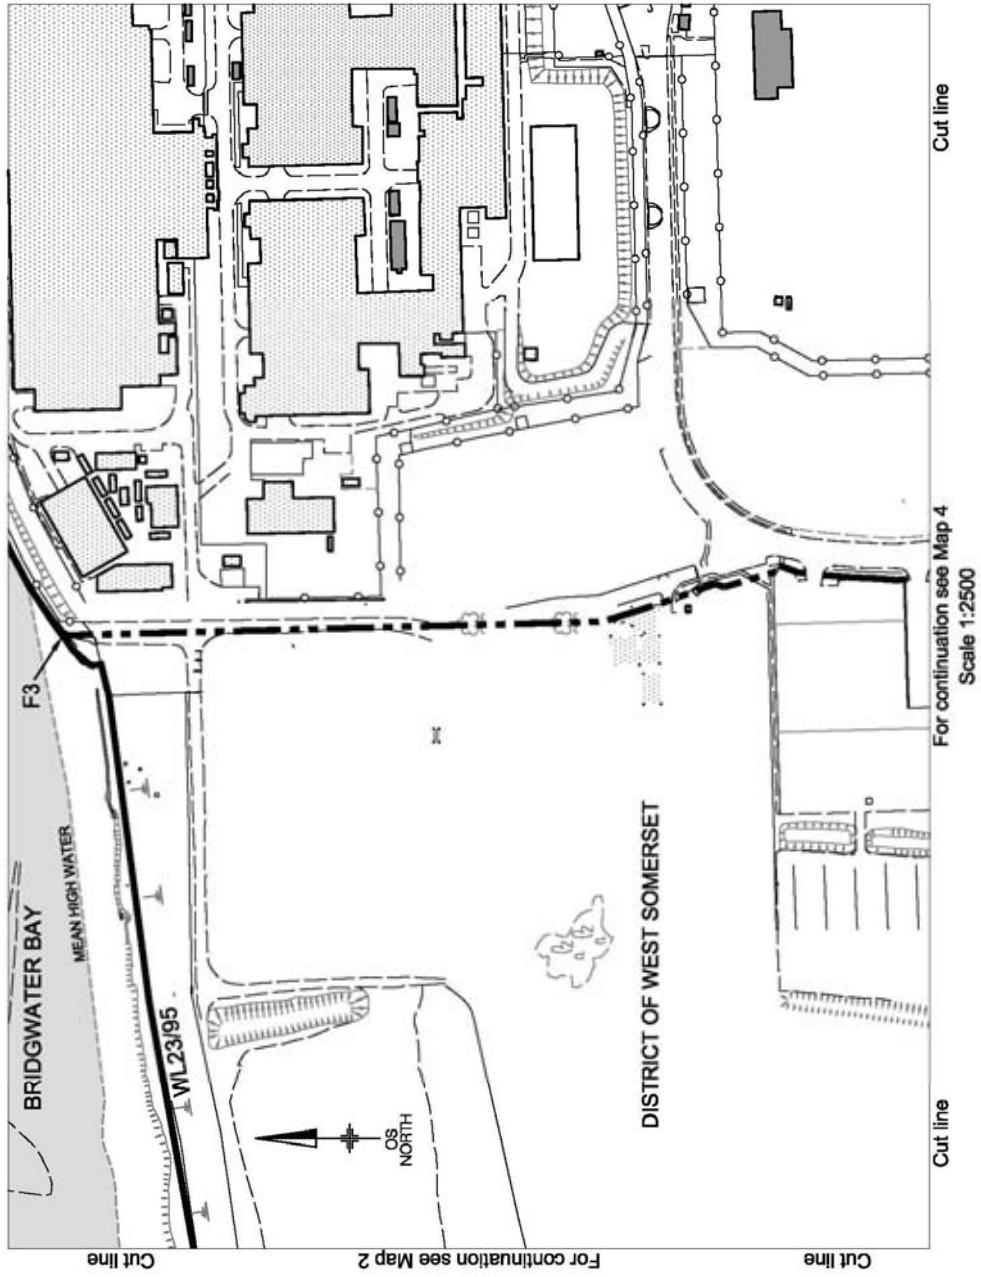 BRIDGWATER BAY
MEAN HIGH WATER
F3
WL23/95
OS
NORTH
DISTRICT OF WEST SOMERSET
Cut line
For continuation see Map 2
Cut line
Cut line
For continuation see Map 4
Cut line
Scale 1:2500